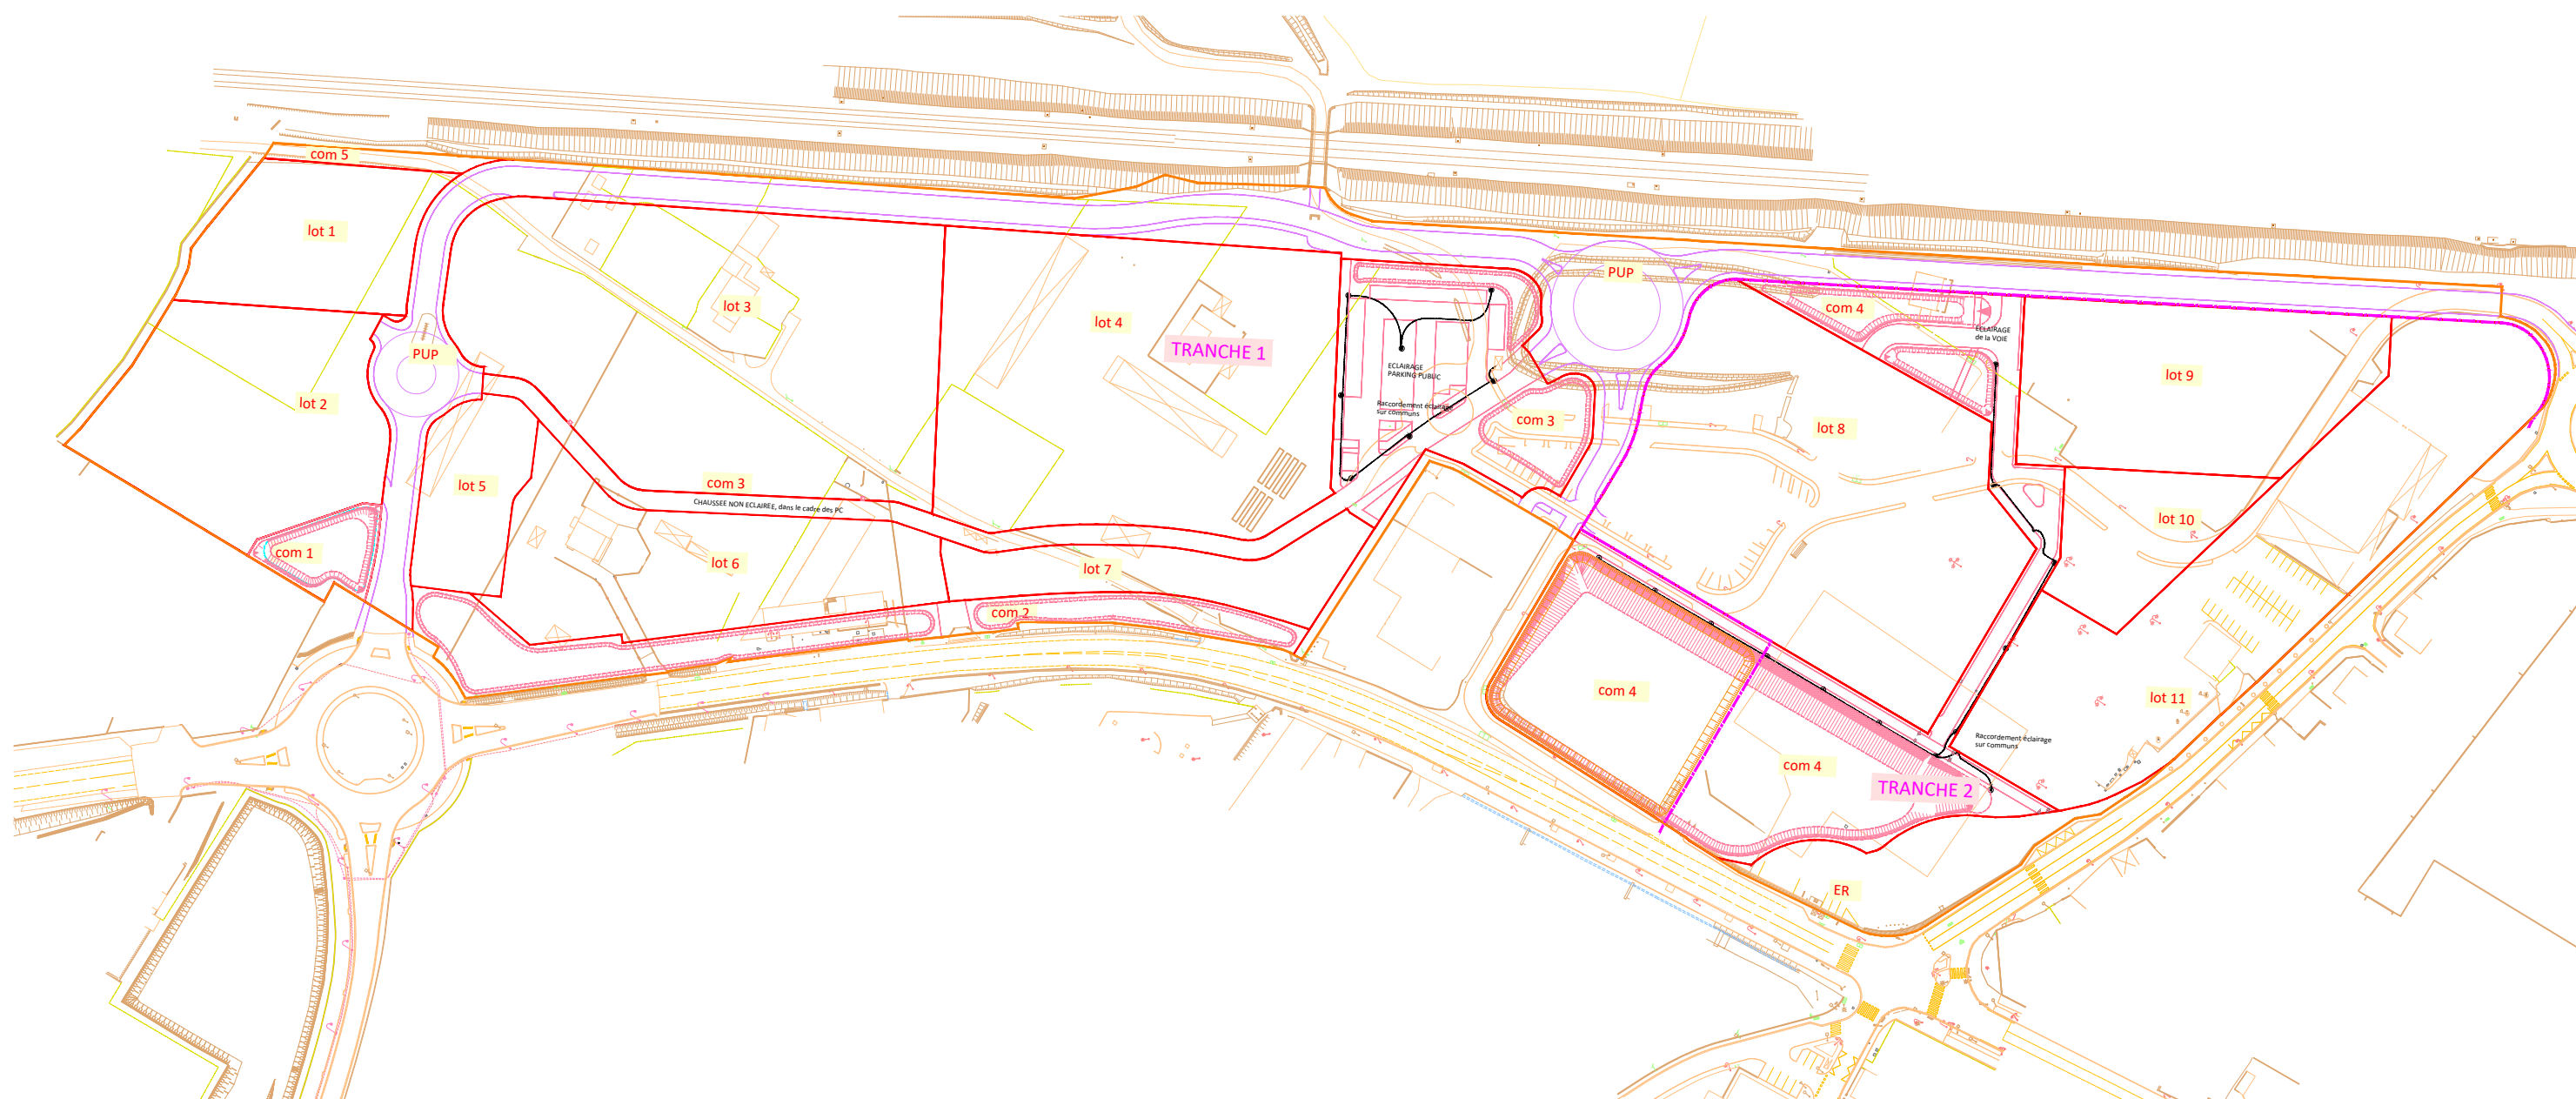 com 5
lot 1
PUP
com 4
lot 3
lot 4
ECLAIRAGE
de la VOIE
TRANCHE 1
PUP
ECLAIRAGE
PARKING PUBLIC
lot 9
lot 2
Raccordement éclairage
sur communs
com 3
lot 8
com 3
lot 5
CHAUSSEE NON ECLAIREE, dans le cadre des PC
lot 10
com 1
lot 6
lot 7
com 2
com 4
lot 11
Raccordement éclairage
sur communs
com 4
TRANCHE 2
ER